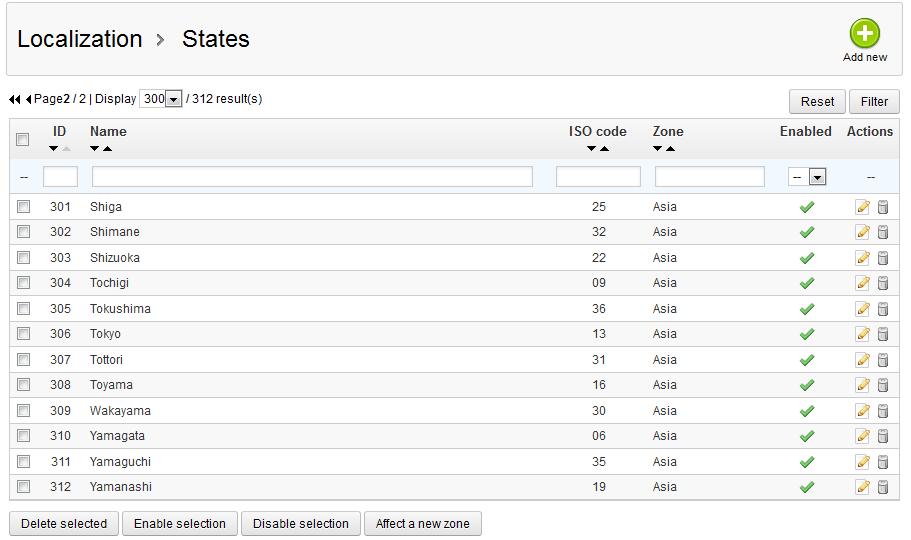 Localization > States
Add new
Page2 / 2 | Display 300 / 312 result(s)
Reset Filter
ID Name ISO code Zone Enabled Actions
-- -- --
301 Shiga 25 Asia
302 Shimane 32 Asia
303 Shizuoka 22 Asia
304 Tochigi 09 Asia
305 Tokushima 36 Asia
306 Tokyo 13 Asia
307 Tottori 31 Asia
308 Toyama 16 Asia
309 Wakayama 30 Asia
310 Yamagata 06 Asia
311 Yamaguchi 35 Asia
312 Yamanashi 19 Asia
Delete selected Enable selection Disable selection Affect a new zone